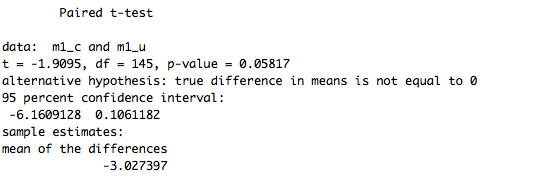 Paired t-test
data:  m1_c and m1_u
t = -1.9095, df = 145, p-value = 0.05817
alternative hypothesis: true difference in means is not equal to 0
95 percent confidence interval:
-6.1609128  0.1061182
sample estimates:
mean of the differences
-3.027397